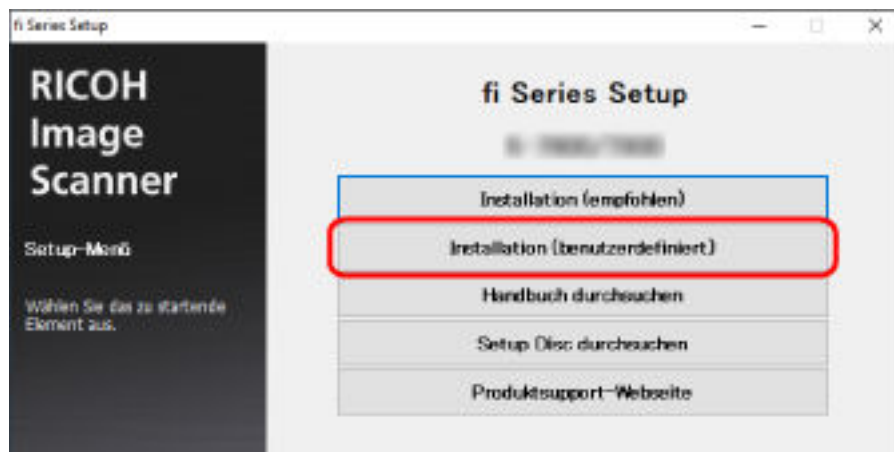 fi Series Setup
RICOH
Image
Scanner
Setup-Menü
Wählen Sie das zu startende
Element aus.
fi Series Setup
Installation (empfohlen)
Installation (benutzerdefiniert)
Handbuch durchsuchen
Setup Disc durchsuchen
Produktsupport-Webseite